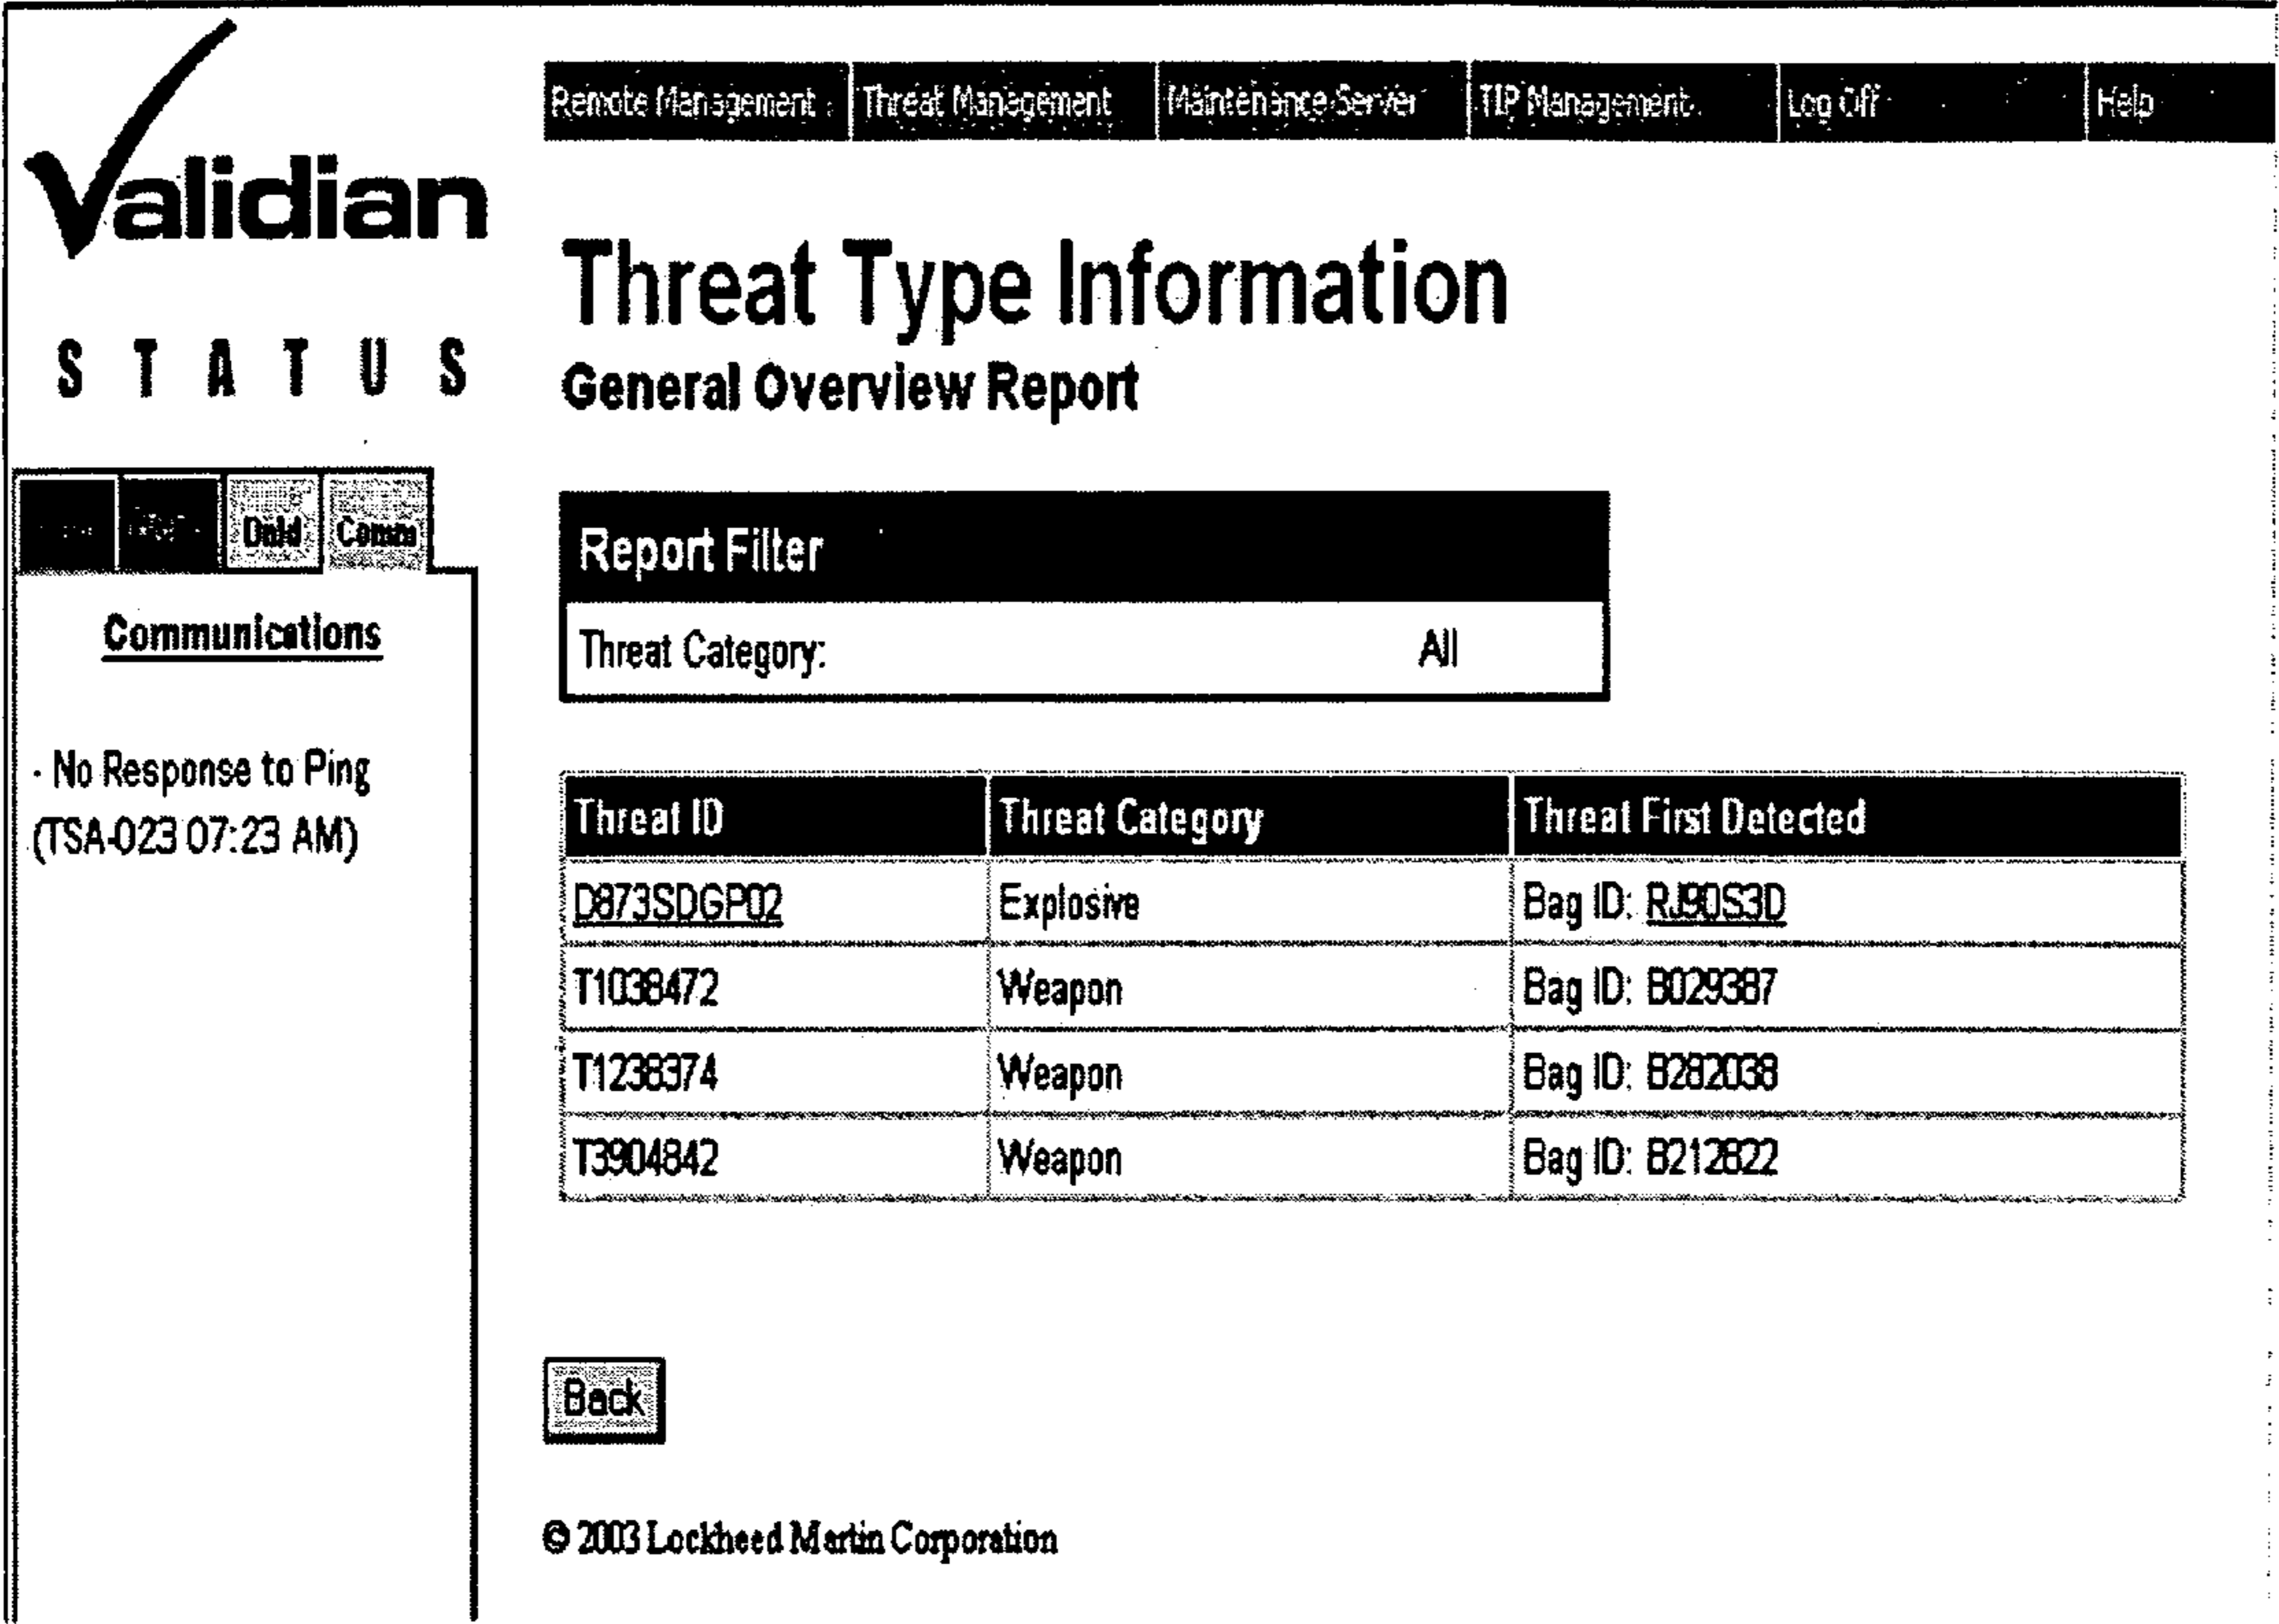 Validian
Remote Management Threat Management Maintenance Server TIP Management Log Off Help
Threat Type Information
STATUS
General Overview Report
Dnld Comm
Report Filter
Threat Category: All
Communications
- No Response to Ping
(TSA-023 07:23 AM)
Threat ID Threat Category Threat First Detected
D873SDGP02 Explosive Bag ID: RJ90S3D
T1038472 Weapon Bag ID: B029387
T1238374 Weapon Bag ID: B282038
T3904842 Weapon Bag ID: B212822
Back
© 2003 Lockheed Martin Corporation